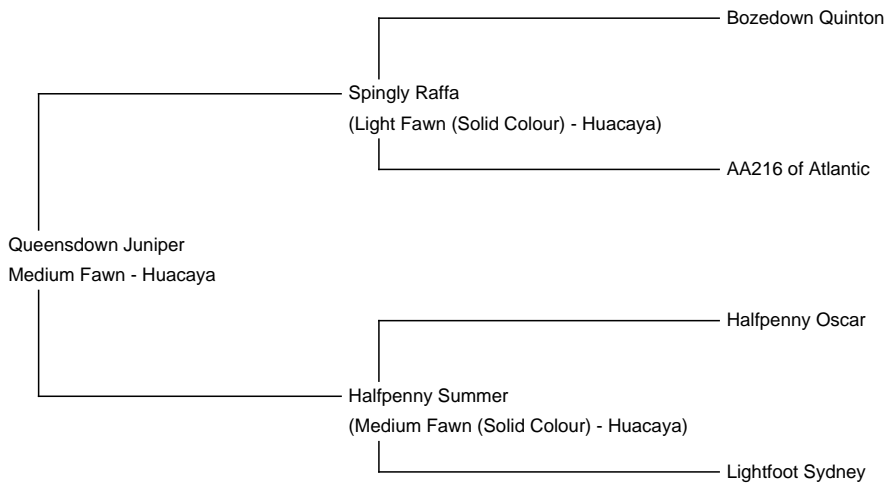 Bozedown Quinton
Spingly Raffa
(Light Fawn (Solid Colour) - Huacaya)
AA216 of Atlantic
Queensdown Juniper
Medium Fawn - Huacaya
Halfpenny Oscar
Halfpenny Summer
(Medium Fawn (Solid Colour) - Huacaya)
Lightfoot Sydney